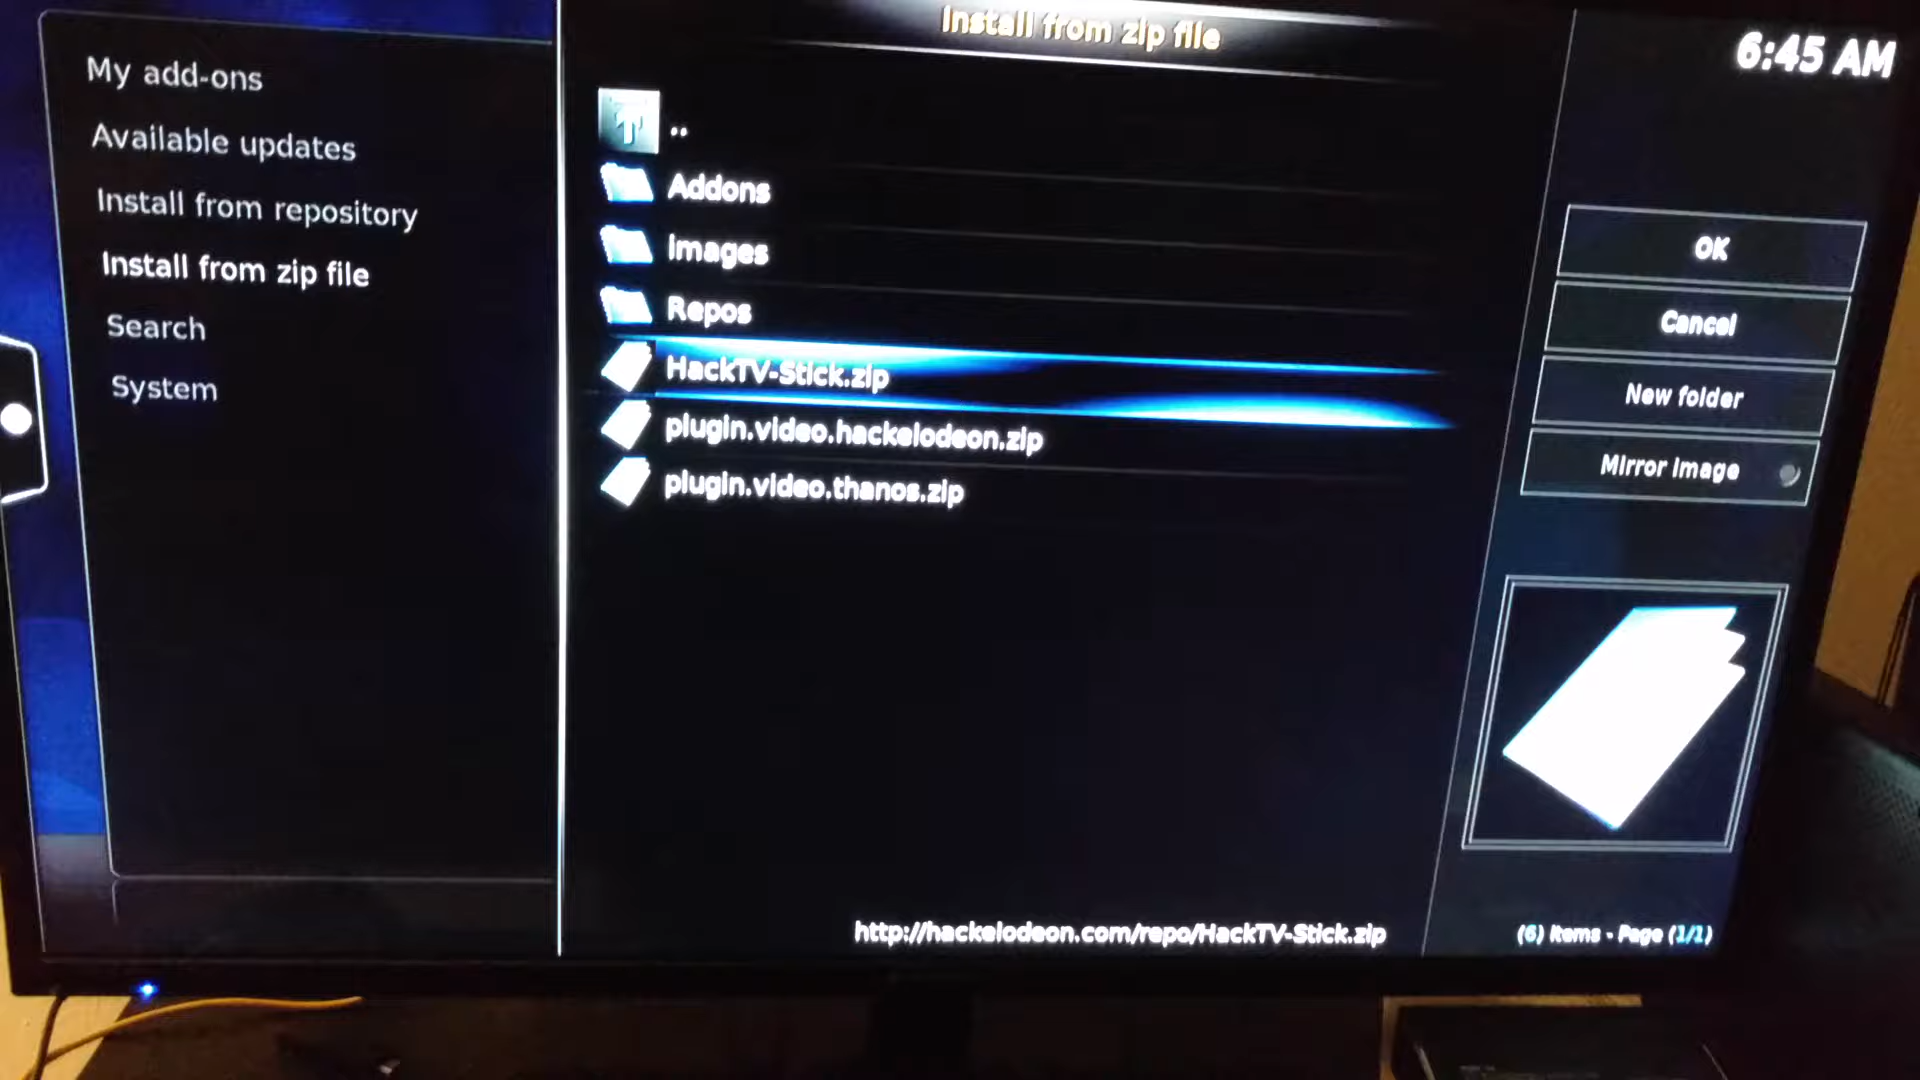 Install from zip file
6:45 AM
My add-ons
Available updates
Install from repository
Install from zip file
Search
System
..
Addons
Images
Repos
HackTV-Stick.zip
plugin.video.hackelodeon.zip
plugin.video.thanos.zip
OK
Cancel
New folder
Mirror image
http://hackelodeon.com/repo/HackTV-Stick.zip
(6) Items - Page (1/1)